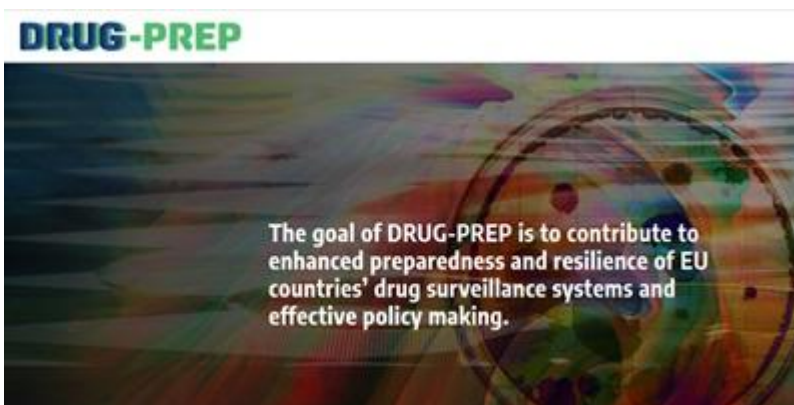 DRUG-PREP
The goal of DRUG-PREP is to contribute to
enhanced preparedness and resilience of EU
countries’ drug surveillance systems and
effective policy making.